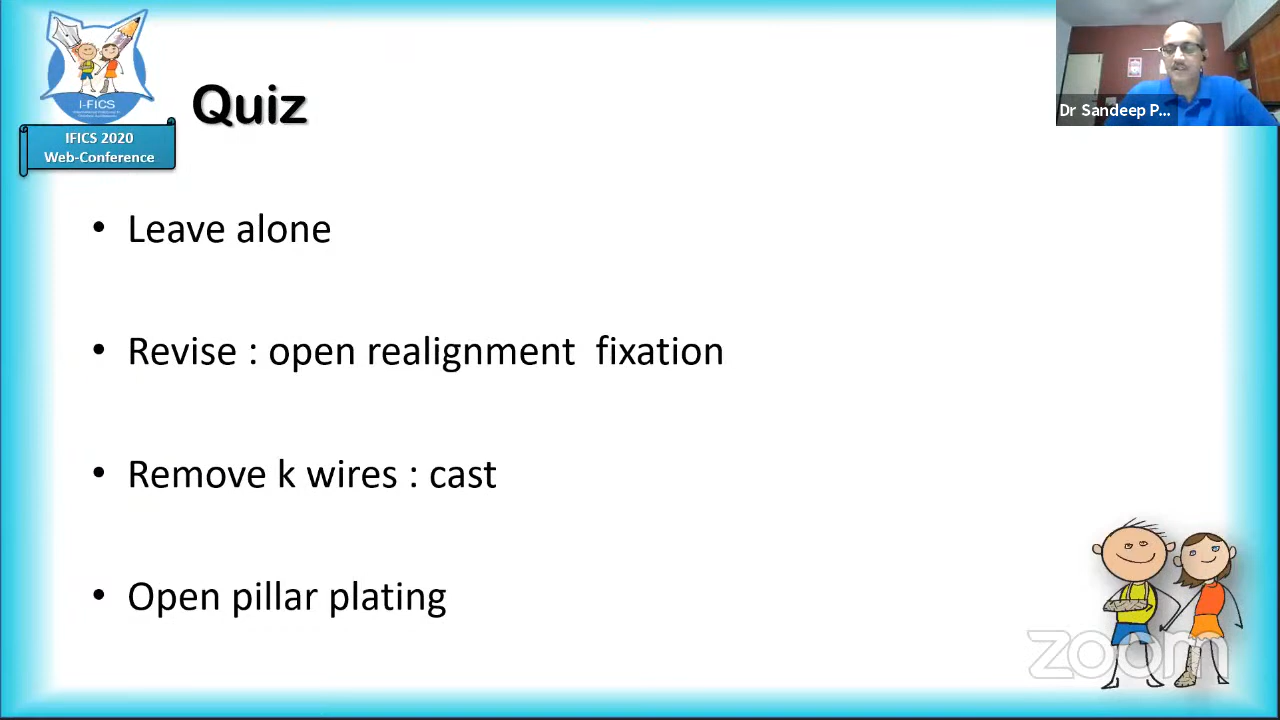 I-FICS
IFICS 2020
Web-Conference
Quiz
Dr Sandeep P...
• Leave alone
• Revise : open realignment fixation
• Remove k wires : cast
• Open pillar plating
zoom